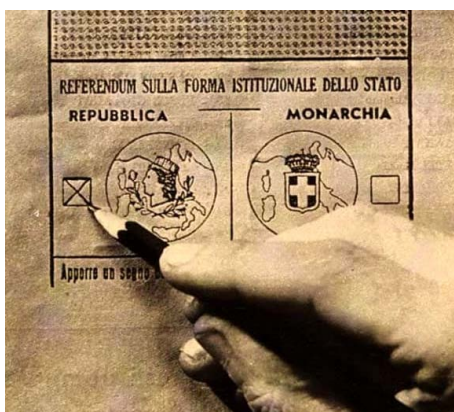 REFERENDUM SULLA FORMA ISTITUZIONALE DELLO STATO
REPUBBLICA
MONARCHIA
Apporre un segno